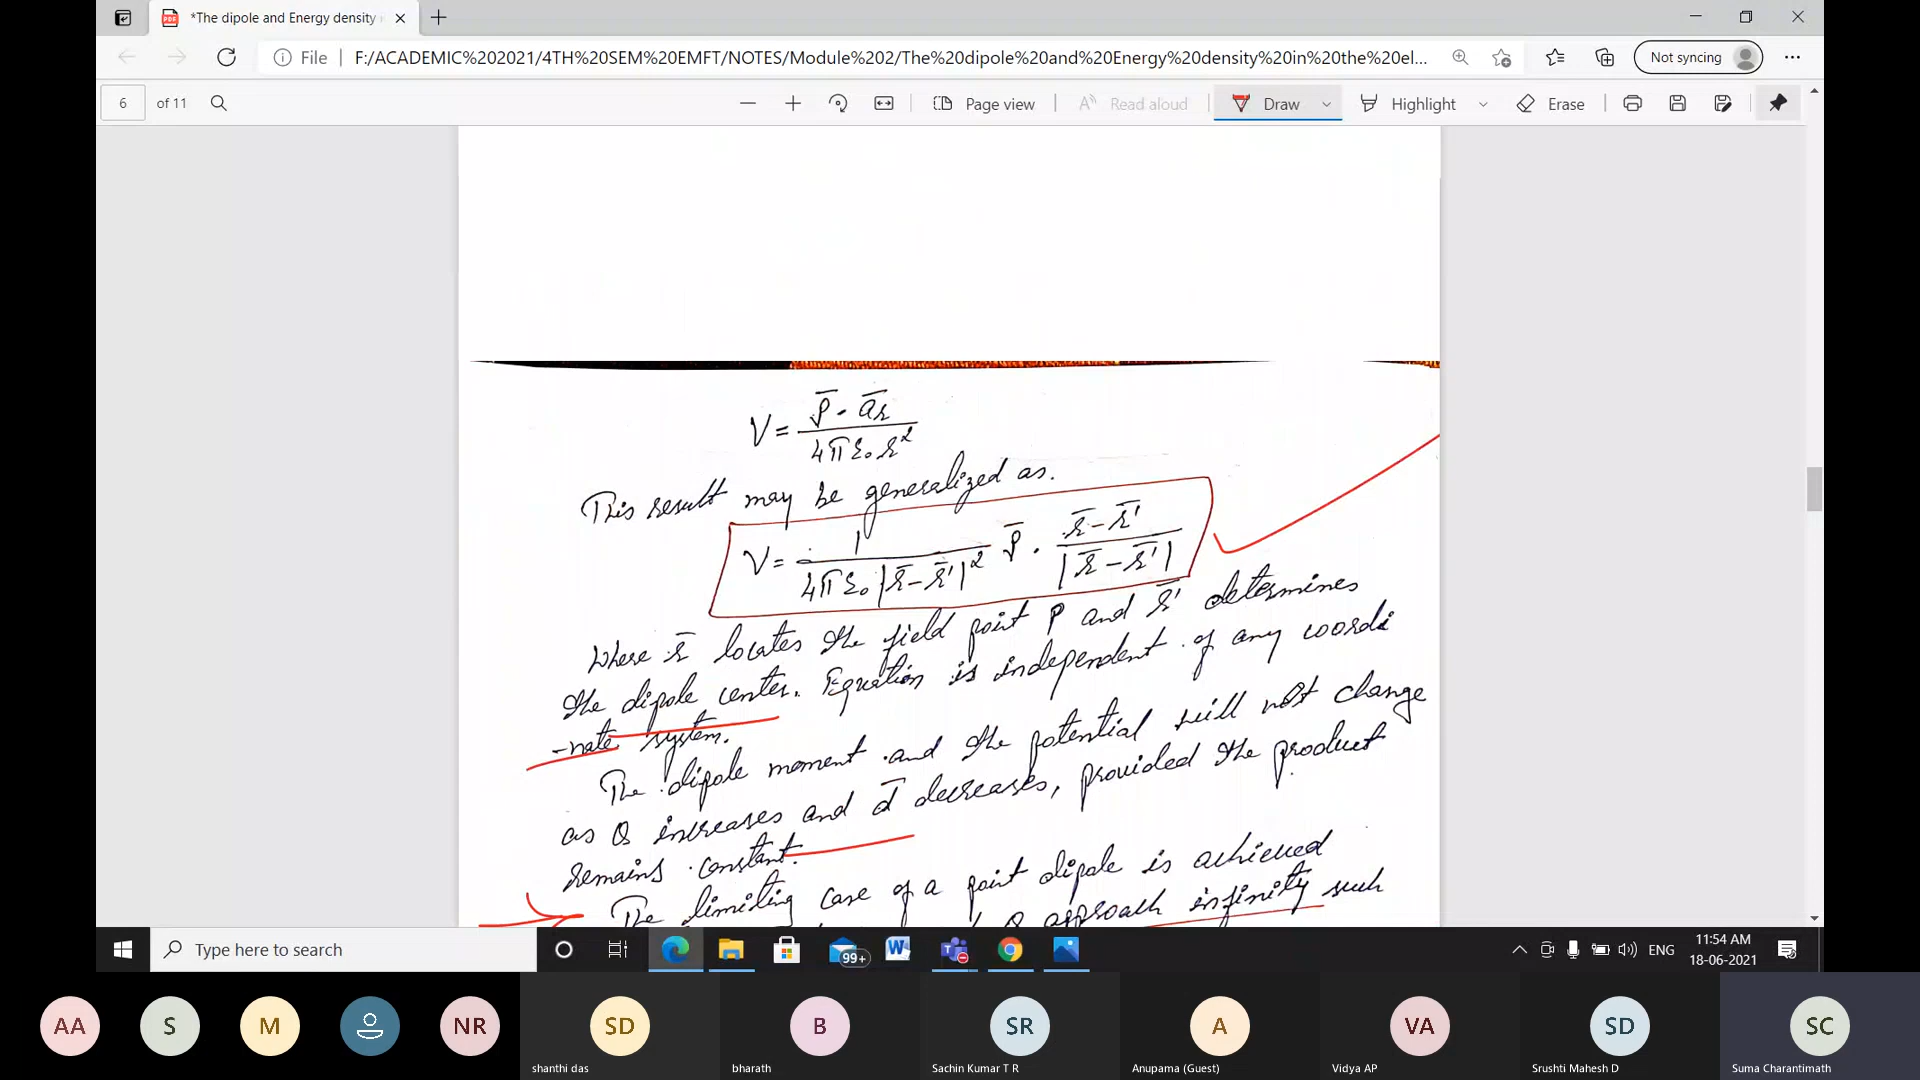 *The dipole and Energy density i
File
F:/ACADEMIC%202021/4TH%20SEM%20EMFT/NOTES/Module%202/The%20dipole%20and%20Energy%20density%20in%20the%20el...
Not syncing
6 of 11
Page view
Read aloud
Draw
Highlight
Erase
V = p̄ · ār / 4πε₀r²
This result may be generalized as.
V = 1 / 4πε₀|r̄ - r̄'|² p̄ · r̄ - r̄' / |r̄ - r̄'|
Where r̄ locates the field point P and r̄' determines
the dipole center. Equation is independent of any coordi
-nate system.
The dipole moment and the potential will not change
as Q increases and d̄ decreases, provided the product
remains constant.
The limiting case of a point dipole is achieved
Q approach infinity such
Type here to search
99+
ENG
11:54 AM
18-06-2021
AA S M NR SD B SR A VA SD SC
shanthi das bharath Sachin Kumar T R Anupama (Guest) Vidya AP Srushti Mahesh D Suma Charantimath